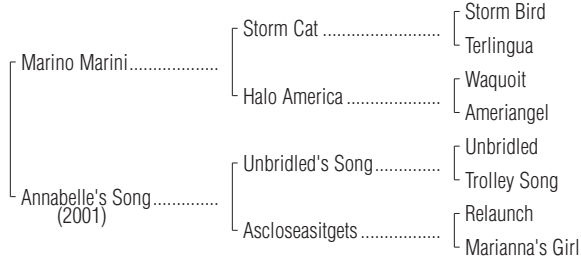 Storm Bird
Storm Cat ........................
Terlingua
Marino Marini..................
Waquoit
Halo America ...................
Ameriangel
Unbridled
Unbridled's Song.............
Trolley Song
Annabelle's Song.............
(2001)
Relaunch
Ascloseasitgets ................
Marianna's Girl